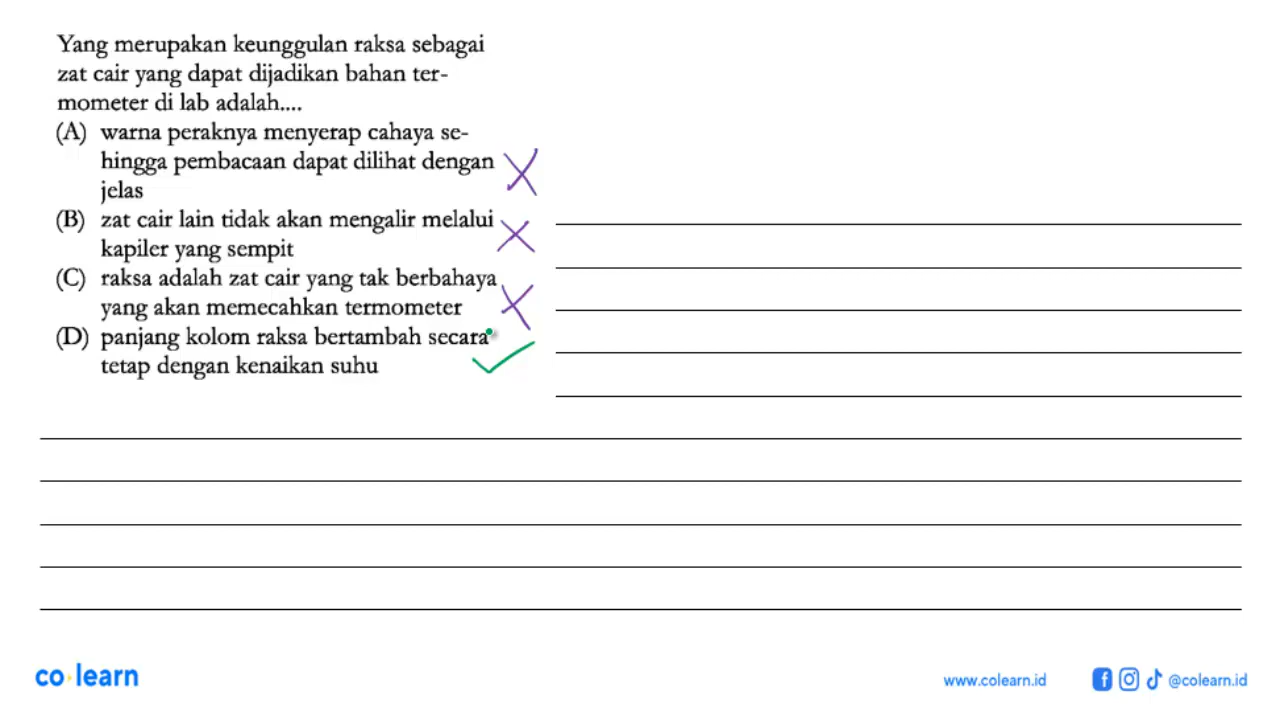 Yang merupakan keunggulan raksa sebagai
zat cair yang dapat dijadikan bahan ter-
mometer di lab adalah....
(A) warna peraknya menyerap cahaya se-
hingga pembacaan dapat dilihat dengan
jelas
(B) zat cair lain tidak akan mengalir melalui
kapiler yang sempit
(C) raksa adalah zat cair yang tak berbahaya
yang akan memecahkan termometer
(D) panjang kolom raksa bertambah secara
tetap dengan kenaikan suhu
co learn
www.colearn.id
@colearn.id